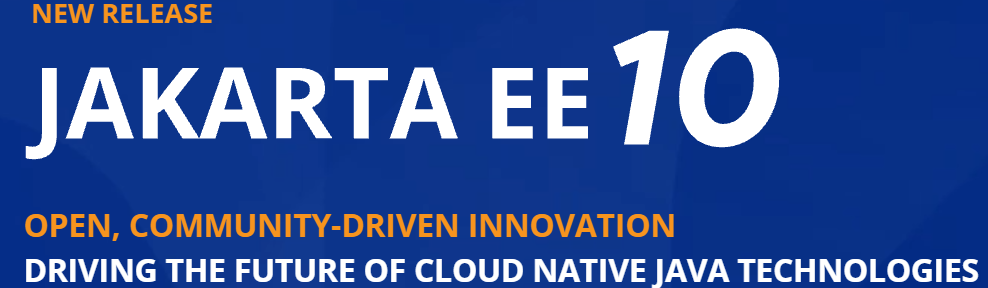 NEW RELEASE
JAKARTA EE 10
OPEN, COMMUNITY-DRIVEN INNOVATION
DRIVING THE FUTURE OF CLOUD NATIVE JAVA TECHNOLOGIES